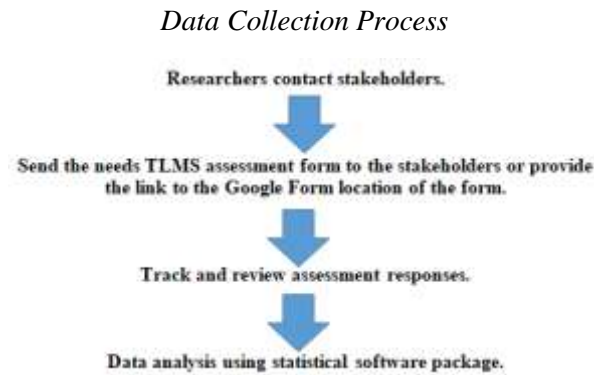 Data Collection Process
Researchers contact stakeholders.
Send the needs TLMS assessment form to the stakeholders or provide
the link to the Google Form location of the form.
Track and review assessment responses.
Data analysis using statistical software package.